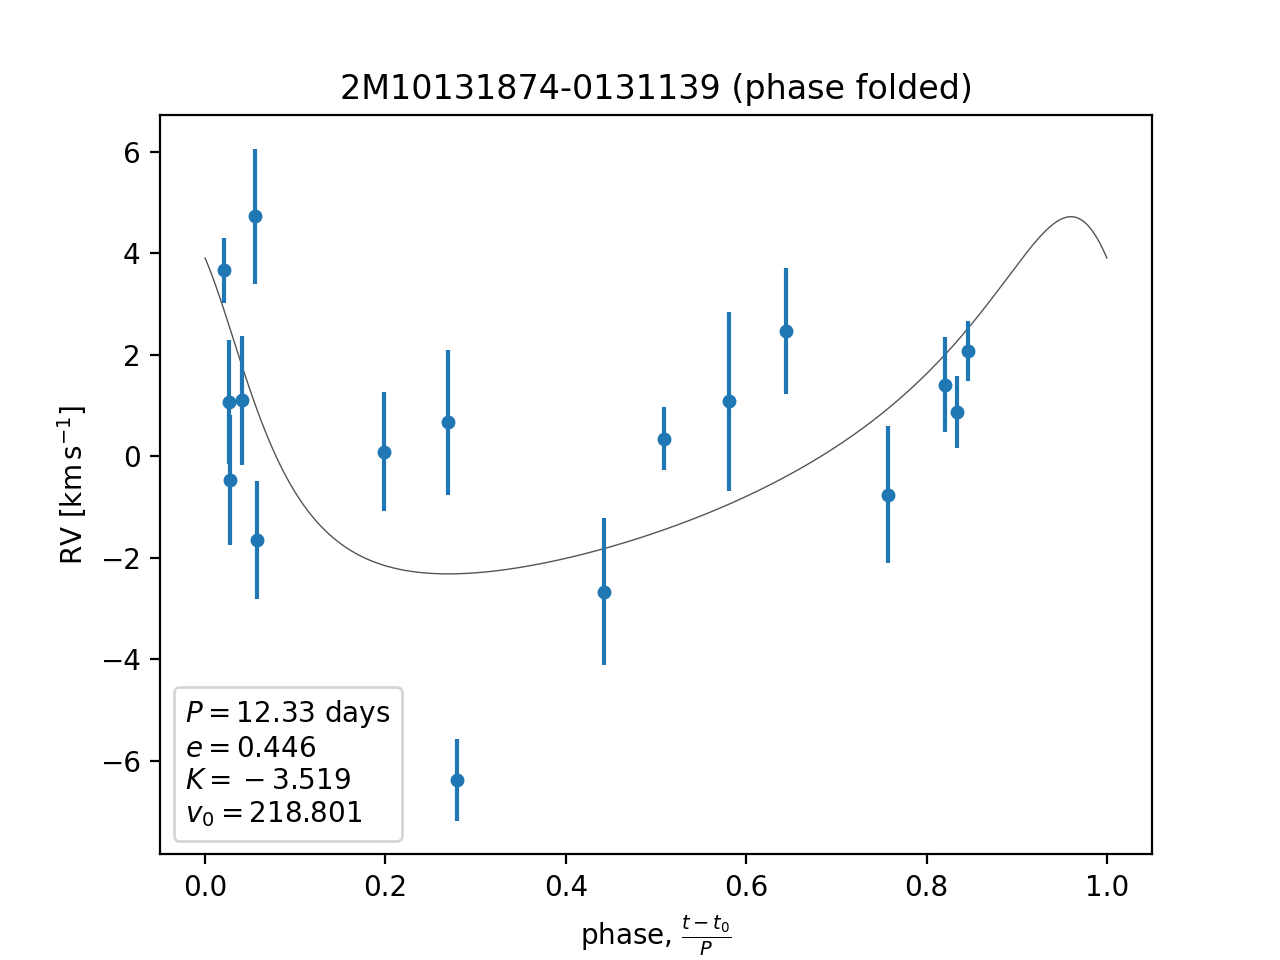 2M10131874-0131139 (phase folded)
RV [km s⁻¹]
6
4
2
0
−2
−4
−6
P = 12.33 days
e = 0.446
K = −3.519
v₀ = 218.801
0.0 0.2 0.4 0.6 0.8 1.0
phase, (t − t₀)/P